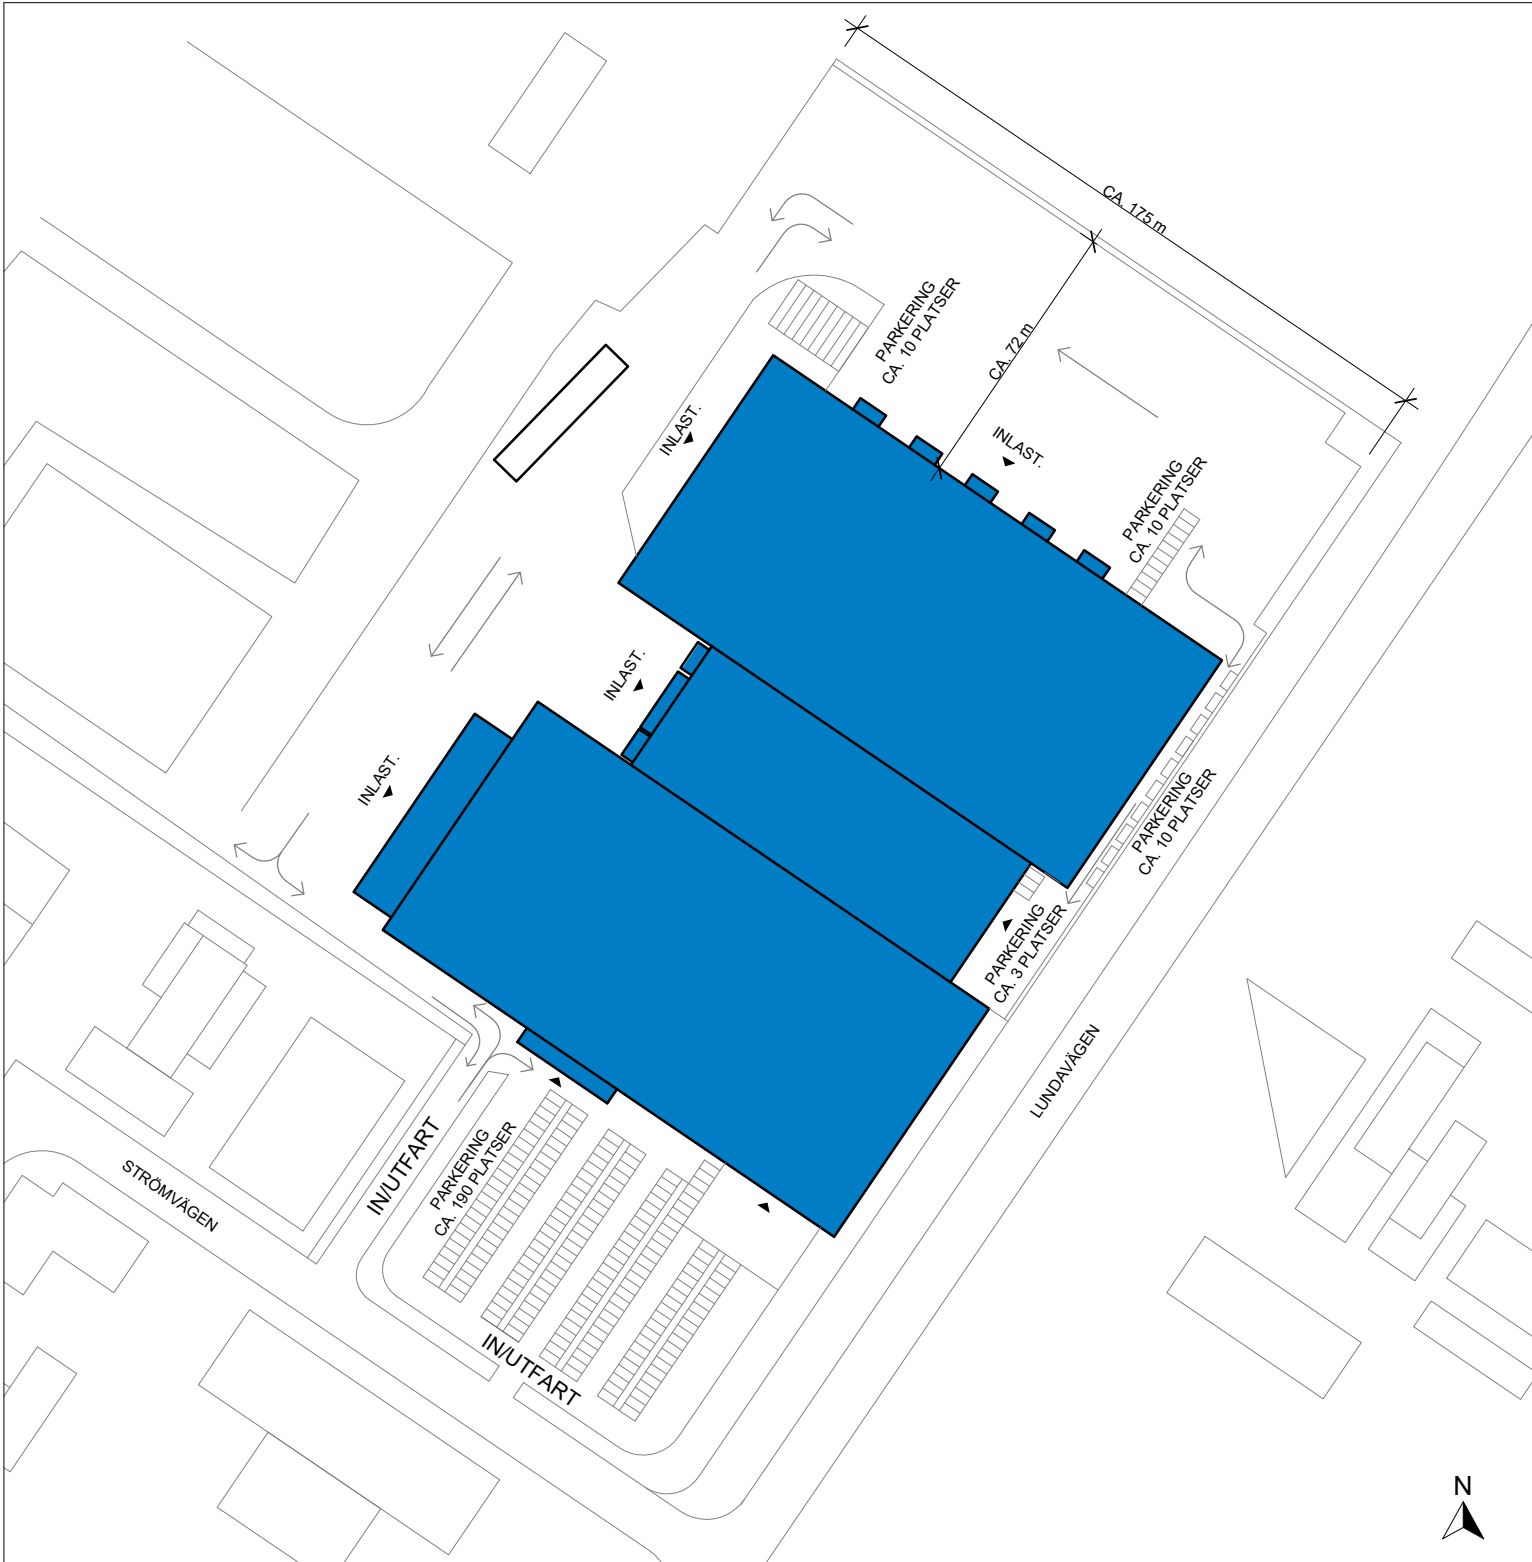 CA. 175 m
CA. 72 m
PARKERING
CA. 10 PLATSER
INLAST.
INLAST.
PARKERING
CA. 10 PLATSER
INLAST.
INLAST.
PARKERING
CA. 10 PLATSER
PARKERING
CA. 3 PLATSER
LUNDAVÄGEN
IN/UTFART
PARKERING
CA. 190 PLATSER
STRÖMVÄGEN
IN/UTFART
N